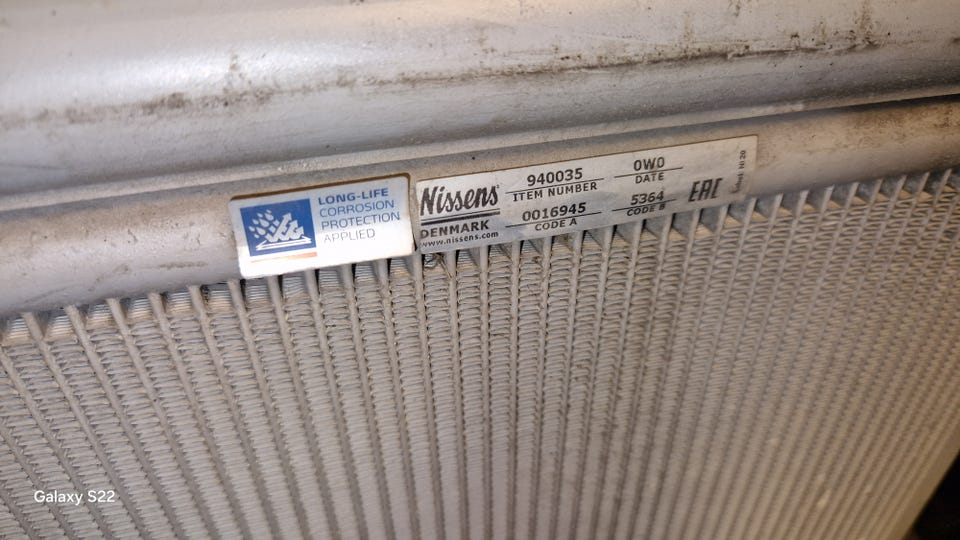 LONG-LIFE
CORROSION
PROTECTION
APPLIED
Nissens
DENMARK
www.nissens.com
940035
ITEM NUMBER
0016945
CODE A
0W0
DATE
5364
CODE B
EAC
Galaxy S22